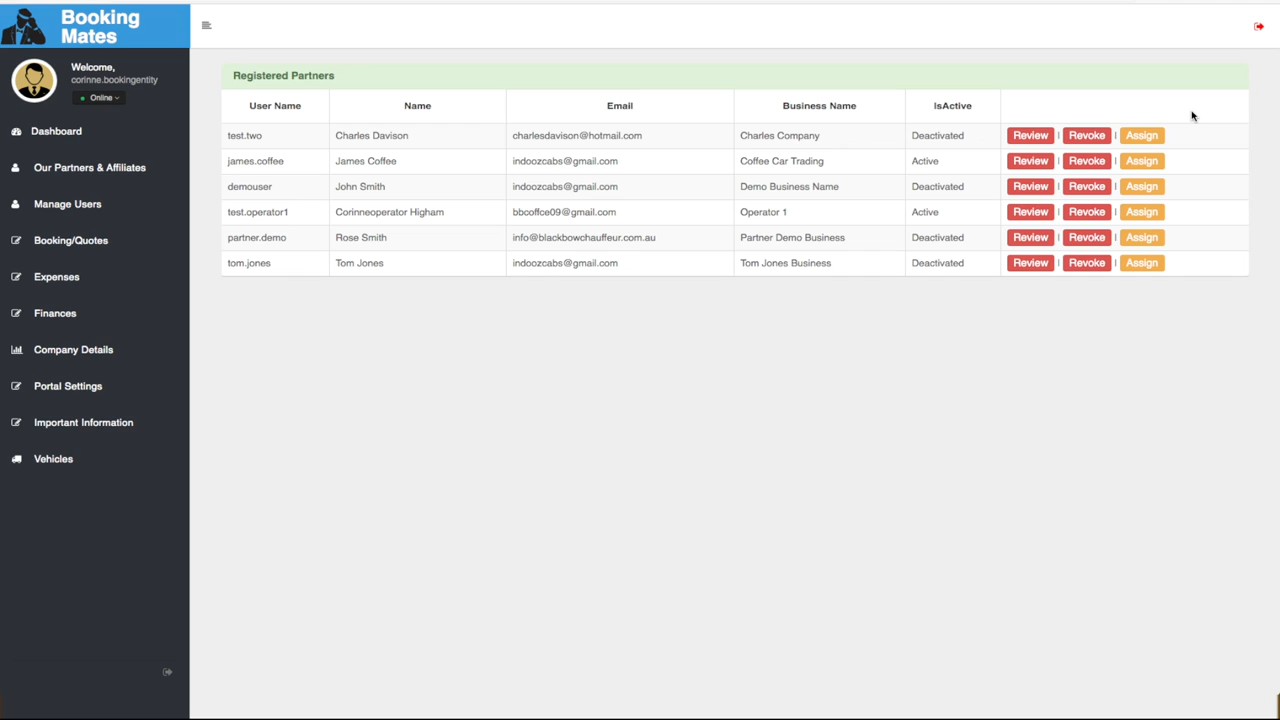 Booking
Mates
Welcome,
corinne.bookingentity
Online
Dashboard
Our Partners & Affiliates
Manage Users
Booking/Quotes
Expenses
Finances
Company Details
Portal Settings
Important Information
Vehicles
Registered Partners
User Name Name Email Business Name IsActive
test.two Charles Davison charlesdavison@hotmail.com Charles Company Deactivated Review | Revoke | Assign
james.coffee James Coffee indoozcabs@gmail.com Coffee Car Trading Active Review | Revoke | Assign
demouser John Smith indoozcabs@gmail.com Demo Business Name Deactivated Review | Revoke | Assign
test.operator1 Corinneoperator Higham bbcoffce09@gmail.com Operator 1 Active Review | Revoke | Assign
partner.demo Rose Smith info@blackbowchauffeur.com.au Partner Demo Business Deactivated Review | Revoke | Assign
tom.jones Tom Jones indoozcabs@gmail.com Tom Jones Business Deactivated Review | Revoke | Assign